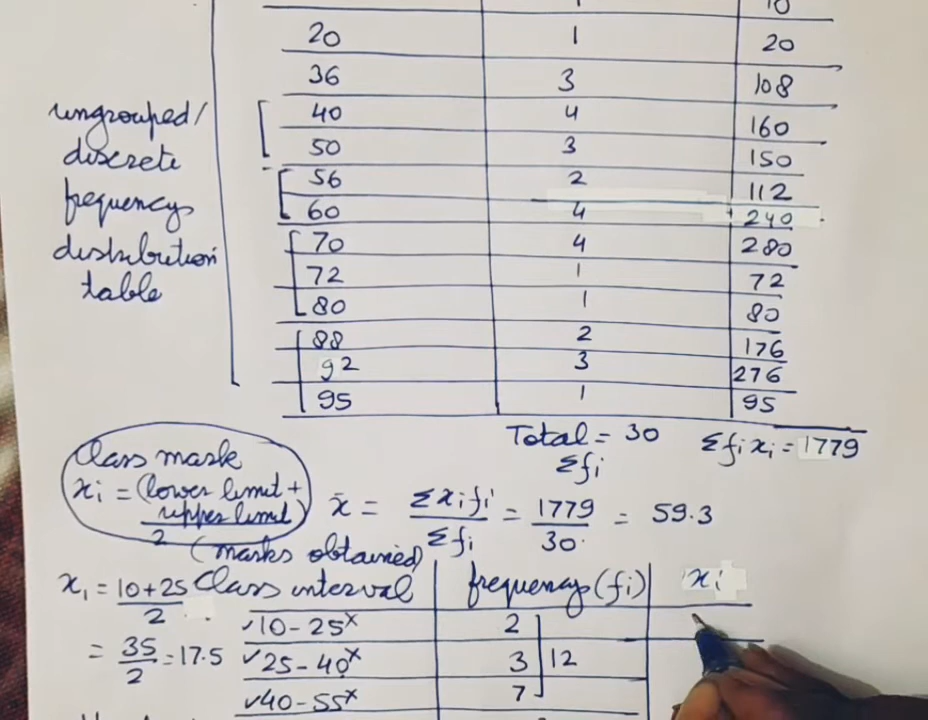 10
20 1 20
36 3 108
40 4 160
50 3 150
56 2 112
60 4 240
70 4 280
72 1 72
80 1 80
88 2 176
92 3 276
95 1 95
ungrouped/
discrete
frequency
distribution
table
Total = 30 Σfixi = 1779
Σfi
Class mark
xi = (lower limit +
upper limit)
2
x̄ = Σxifi / Σfi = 1779 / 30 = 59.3
(marks obtained)
Class interval frequency (fi) xi
x1 = 10+25 / 2
= 35 / 2 = 17.5
✓10-25x 2
✓25-40x 3 12
✓40-55x 7